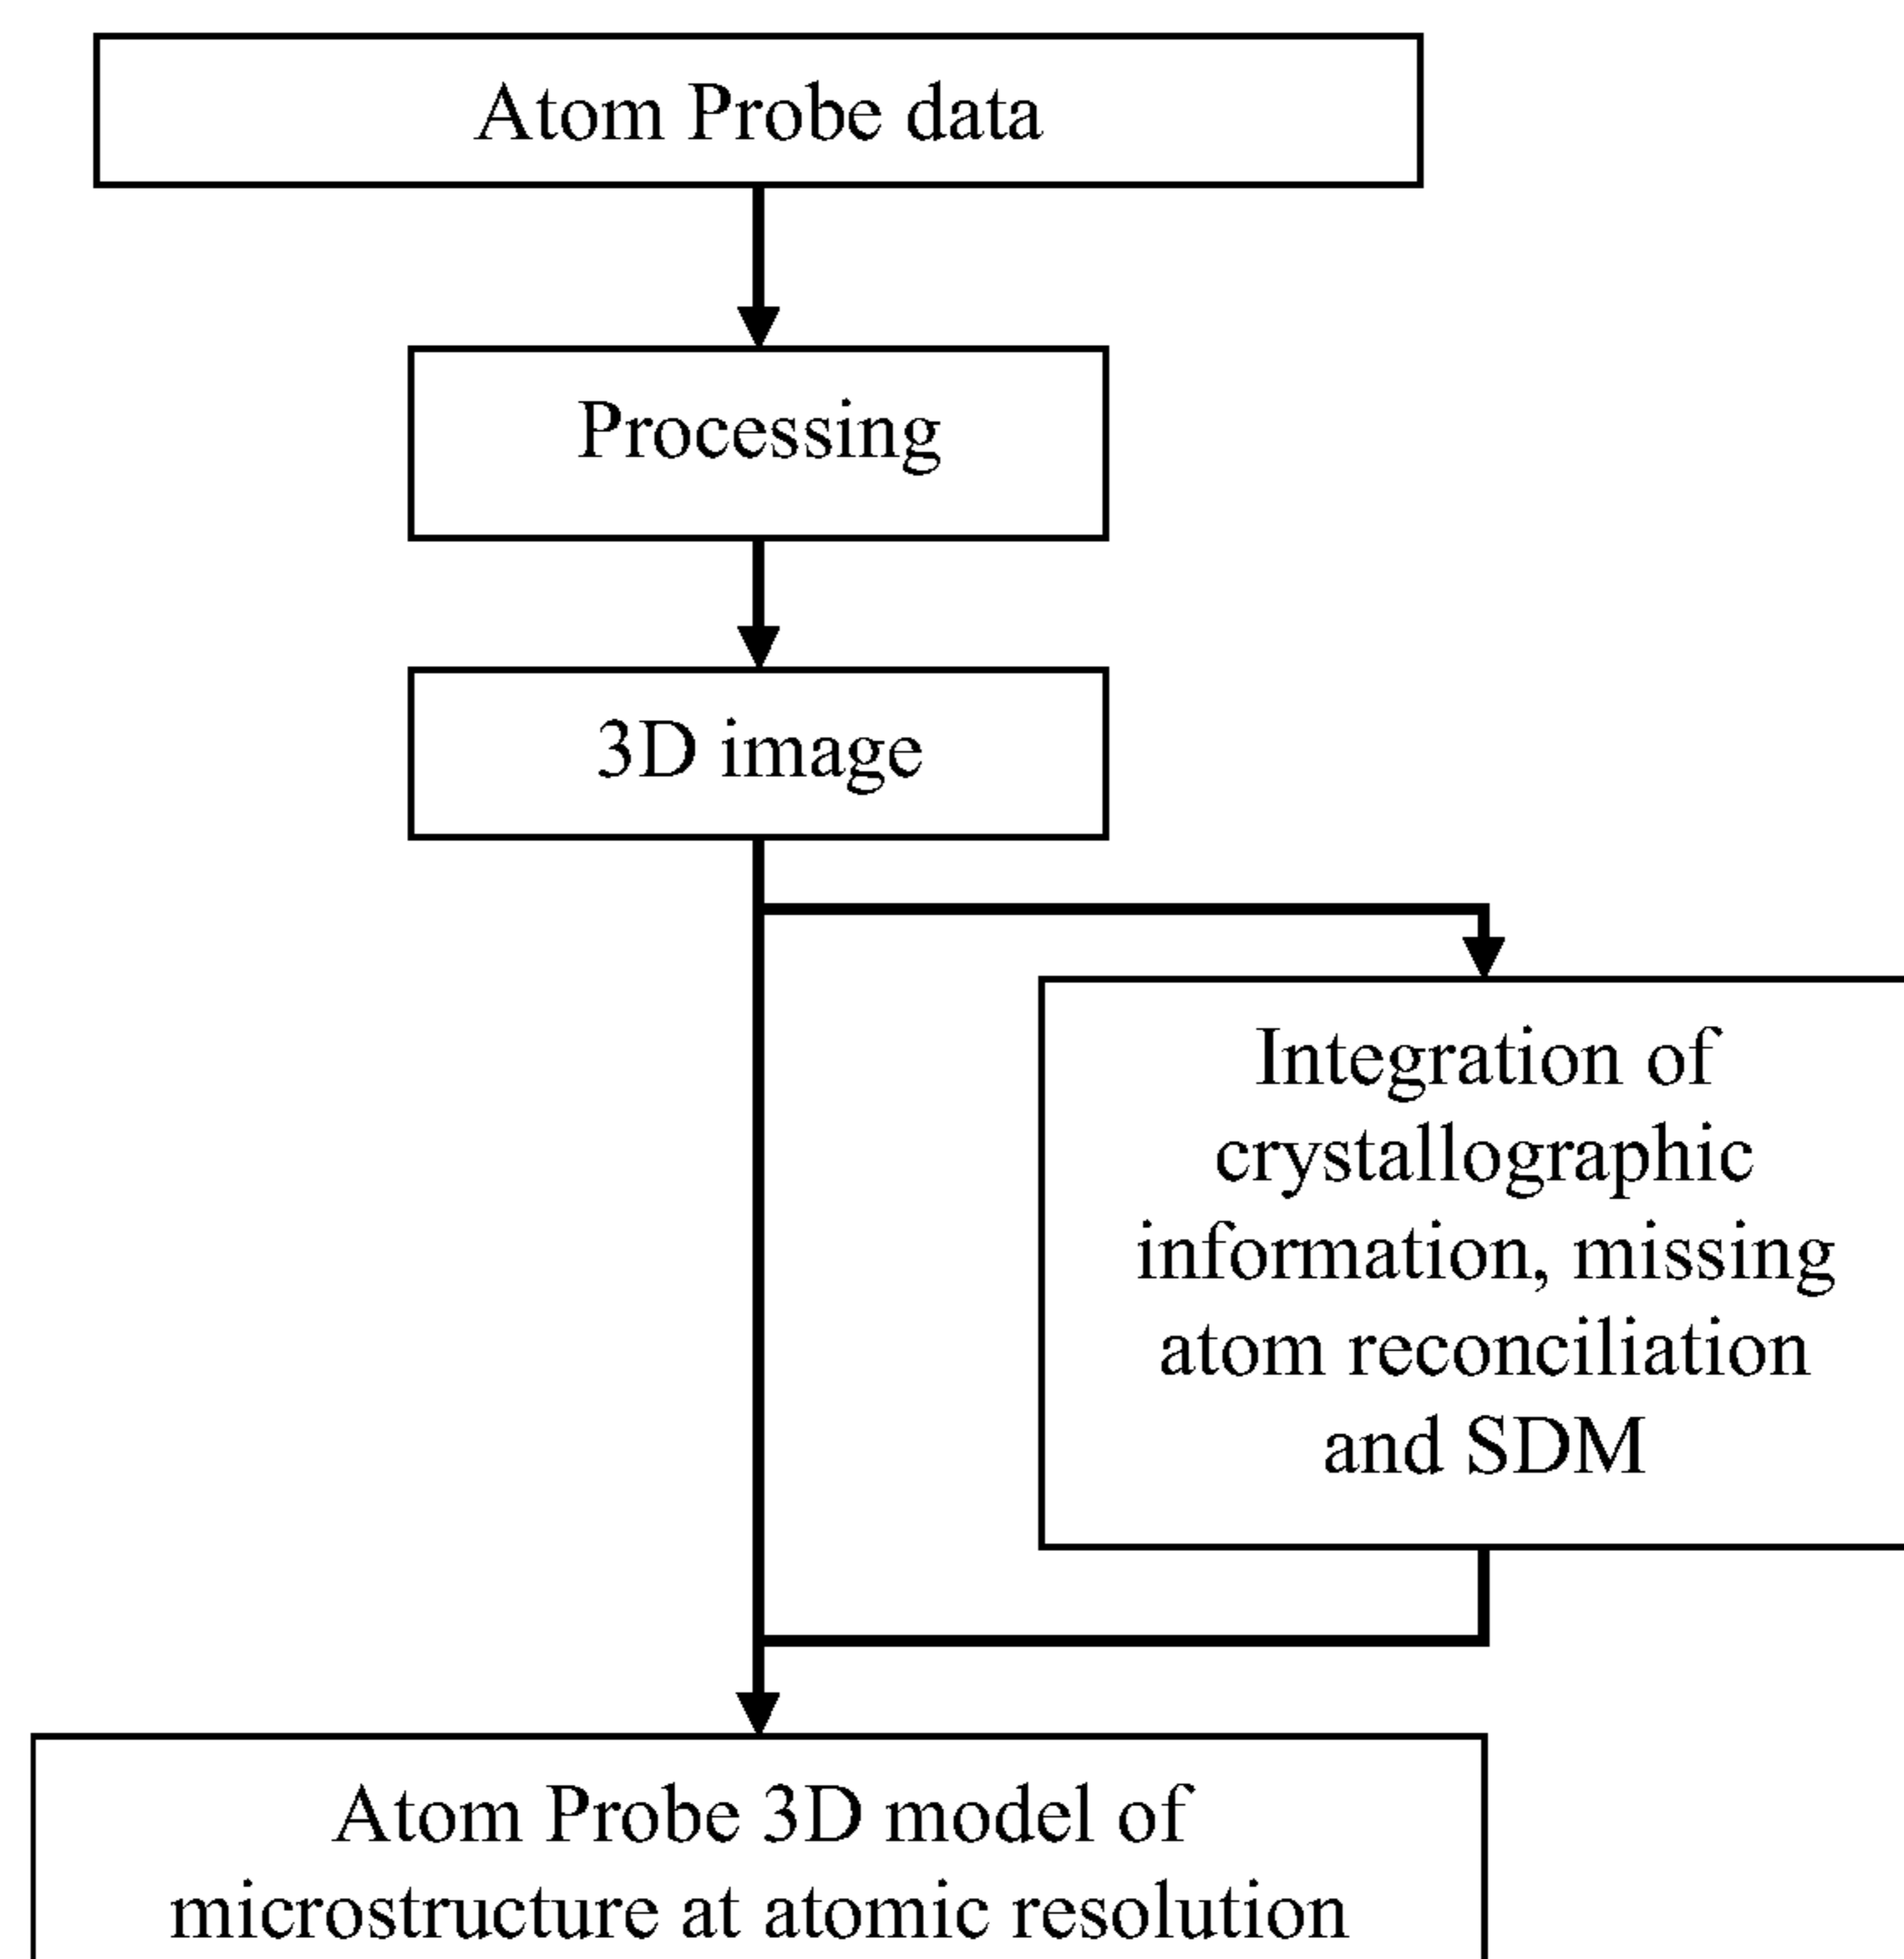 Atom Probe data
Processing
3D image
Integration of
crystallographic
information, missing
atom reconciliation
and SDM
Atom Probe 3D model of
microstructure at atomic resolution